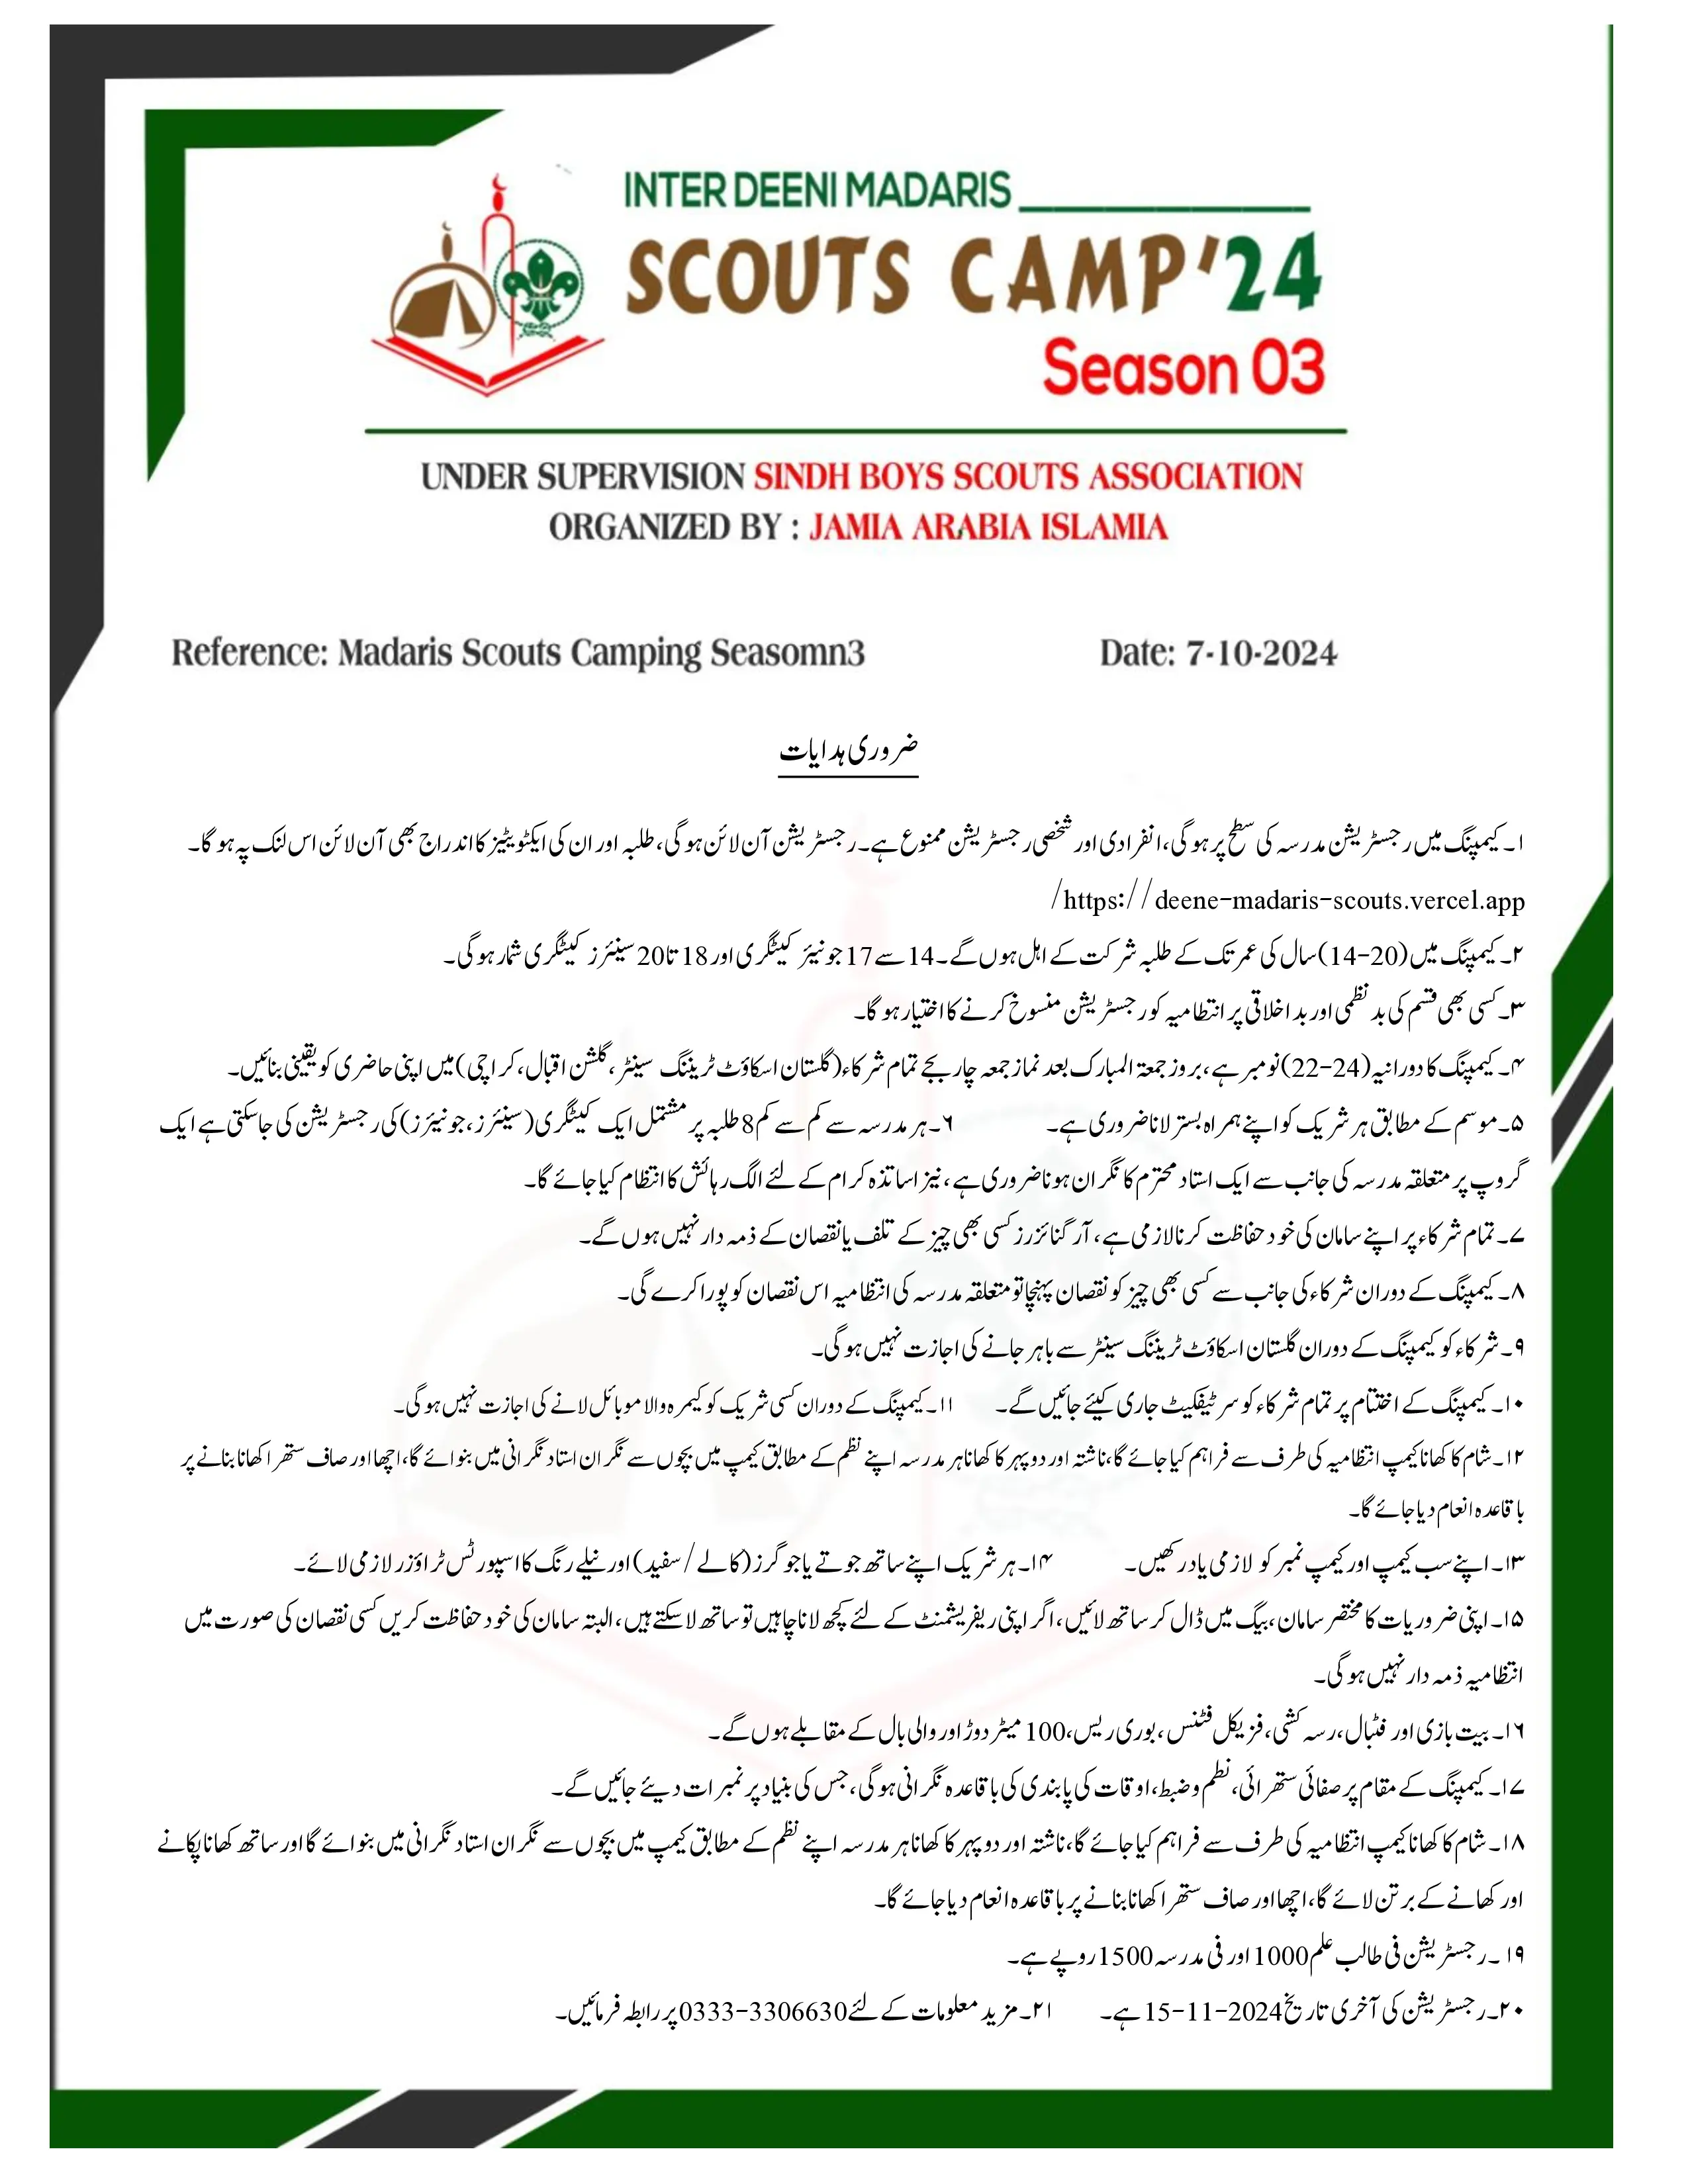 INTER DEENI MADARIS
SCOUTS CAMP'24
Season 03
UNDER SUPERVISION SINDH BOYS SCOUTS ASSOCIATION
ORGANIZED BY : JAMIA ARABIA ISLAMIA
Reference: Madaris Scouts Camping Seasomn3 Date: 7-10-2024
ضروری ہدایات
۱۔ کیمپنگ میں رجسٹریشن مدرسہ کی سطح پر ہوگی، انفرادی اور شخصی رجسٹریشن ممنوع ہے۔ رجسٹریشن آن لائن ہوگی، طلبہ اور ان کی ایکٹویٹیز کا اندراج بھی آن لائن اس لنک پہ ہوگا۔
/https://deene-madaris-scouts.vercel.app
۲۔ کیمپنگ میں (20-14) سال کی عمر تک کے طلبہ شرکت کے اہل ہوں گے۔ 14 سے 17 جونیئر کیٹگری اور 18 تا 20 سینئرز کیٹگری شمار ہوگی۔
۳۔ کسی بھی قسم کی بد نظمی اور بد اخلاقی پر انتظامیہ کو رجسٹریشن منسوخ کرنے کا اختیار ہوگا۔
۴۔ کیمپنگ کا دورانیہ (24-22) نومبر ہے، بروز جمعۃ المبارک بعد نماز جمعہ چار بجے تمام شرکاء (گلستان اسکاؤٹ ٹریننگ سینٹر، گلشن اقبال، کراچی) میں اپنی حاضری کو یقینی بنائیں۔
۵۔ موسم کے مطابق ہر شریک کو اپنے ہمراہ بستر لانا ضروری ہے۔ ۶۔ ہر مدرسہ سے کم سے کم 8 طلبہ پر مشتمل ایک کیٹگری (سینئرز، جونیئرز) کی رجسٹریشن کی جاسکتی ہے ایک
گروپ پر متعلقہ مدرسہ کی جانب سے ایک استاد محترم کا نگران ہونا ضروری ہے، نیز اساتذہ کرام کے لئے الگ رہائش کا انتظام کیا جائے گا۔
۷۔ تمام شرکاء پر اپنے سامان کی خود حفاظت کرنا لازمی ہے، آرگنائزرز کسی بھی چیز کے تلف یا نقصان کے ذمہ دار نہیں ہوں گے۔
۸۔ کیمپنگ کے دوران شرکاء کی جانب سے کسی بھی چیز کو نقصان پہنچا تو متعلقہ مدرسہ کی انتظامیہ اس نقصان کو پورا کرے گی۔
۹۔ شرکاء کو کیمپنگ کے دوران گلستان اسکاؤٹ ٹریننگ سینٹر سے باہر جانے کی اجازت نہیں ہوگی۔
۱۰۔ کیمپنگ کے اختتام پر تمام شرکاء کو سرٹیفکیٹ جاری کیئے جائیں گے۔ ۱۱۔ کیمپنگ کے دوران کسی شریک کو کیمرہ والا موبائل لانے کی اجازت نہیں ہوگی۔
۱۲۔ شام کا کھانا کیمپ انتظامیہ کی طرف سے فراہم کیا جائے گا، ناشتہ اور دوپہر کا کھانا ہر مدرسہ اپنے نظم کے مطابق کیمپ میں بچوں سے نگران استاد نگرانی میں بنوائے گا، اچھا اور صاف ستھرا کھانا بنانے پر
باقاعدہ انعام دیا جائے گا۔
۱۳۔ اپنے سب کیمپ اور کیمپ نمبر کو لازمی یاد رکھیں۔ ۱۴۔ ہر شریک اپنے ساتھ جوتے یا جوگرز (کالے / سفید) اور نیلے رنگ کا اسپورٹس ٹراؤزر لازمی لائے۔
۱۵۔ اپنی ضروریات کا مختصر سامان، بیگ میں ڈال کر ساتھ لائیں، اگر اپنی ریفریشمنٹ کے لئے کچھ لانا چاہیں تو ساتھ لا سکتے ہیں، البتہ سامان کی خود حفاظت کریں کسی نقصان کی صورت میں
انتظامیہ ذمہ دار نہیں ہوگی۔
۱۶۔ بیت بازی اور فٹبال، رسہ کشی، فزیکل فٹنس، بوری ریس، 100 میٹر دوڑ اور والی بال کے مقابلے ہوں گے۔
۱۷۔ کیمپنگ کے مقام پر صفائی ستھرائی، نظم و ضبط، اوقات کی پابندی کی باقاعدہ نگرانی ہوگی، جس کی بنیاد پر نمبرات دیئے جائیں گے۔
۱۸۔ شام کا کھانا کیمپ انتظامیہ کی طرف سے فراہم کیا جائے گا، ناشتہ اور دوپہر کا کھانا ہر مدرسہ اپنے نظم کے مطابق کیمپ میں بچوں سے نگران استاد نگرانی میں بنوائے گا اور ساتھ کھانا پکانے
اور کھانے کے برتن لائے گا، اچھا اور صاف ستھرا کھانا بنانے پر باقاعدہ انعام دیا جائے گا۔
۱۹۔ رجسٹریشن فی طالب علم 1000 اور فی مدرسہ 1500 روپے ہے۔
۲۰۔ رجسٹریشن کی آخری تاریخ 2024-11-15 ہے۔ ۲۱۔ مزید معلومات کے لئے 3306630-0333 پر رابطہ فرمائیں۔